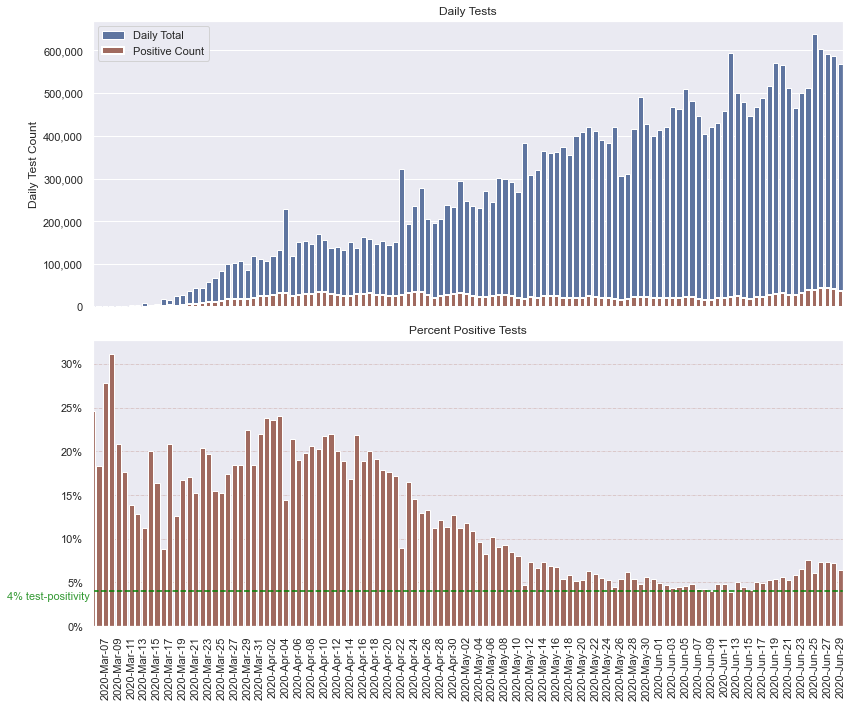 Daily Tests
Daily Total
Positive Count
600,000
500,000
400,000
300,000
200,000
100,000
0
Daily Test Count
Percent Positive Tests
30%
25%
20%
15%
10%
5%
4% test-positivity
0%
2020-Mar-07
2020-Mar-09
2020-Mar-11
2020-Mar-13
2020-Mar-15
2020-Mar-17
2020-Mar-19
2020-Mar-21
2020-Mar-23
2020-Mar-25
2020-Mar-27
2020-Mar-29
2020-Mar-31
2020-Apr-02
2020-Apr-04
2020-Apr-06
2020-Apr-08
2020-Apr-10
2020-Apr-12
2020-Apr-14
2020-Apr-16
2020-Apr-18
2020-Apr-20
2020-Apr-22
2020-Apr-24
2020-Apr-26
2020-Apr-28
2020-Apr-30
2020-May-02
2020-May-04
2020-May-06
2020-May-08
2020-May-10
2020-May-12
2020-May-14
2020-May-16
2020-May-18
2020-May-20
2020-May-22
2020-May-24
2020-May-26
2020-May-28
2020-May-30
2020-Jun-01
2020-Jun-03
2020-Jun-05
2020-Jun-07
2020-Jun-09
2020-Jun-11
2020-Jun-13
2020-Jun-15
2020-Jun-17
2020-Jun-19
2020-Jun-21
2020-Jun-23
2020-Jun-25
2020-Jun-27
2020-Jun-29